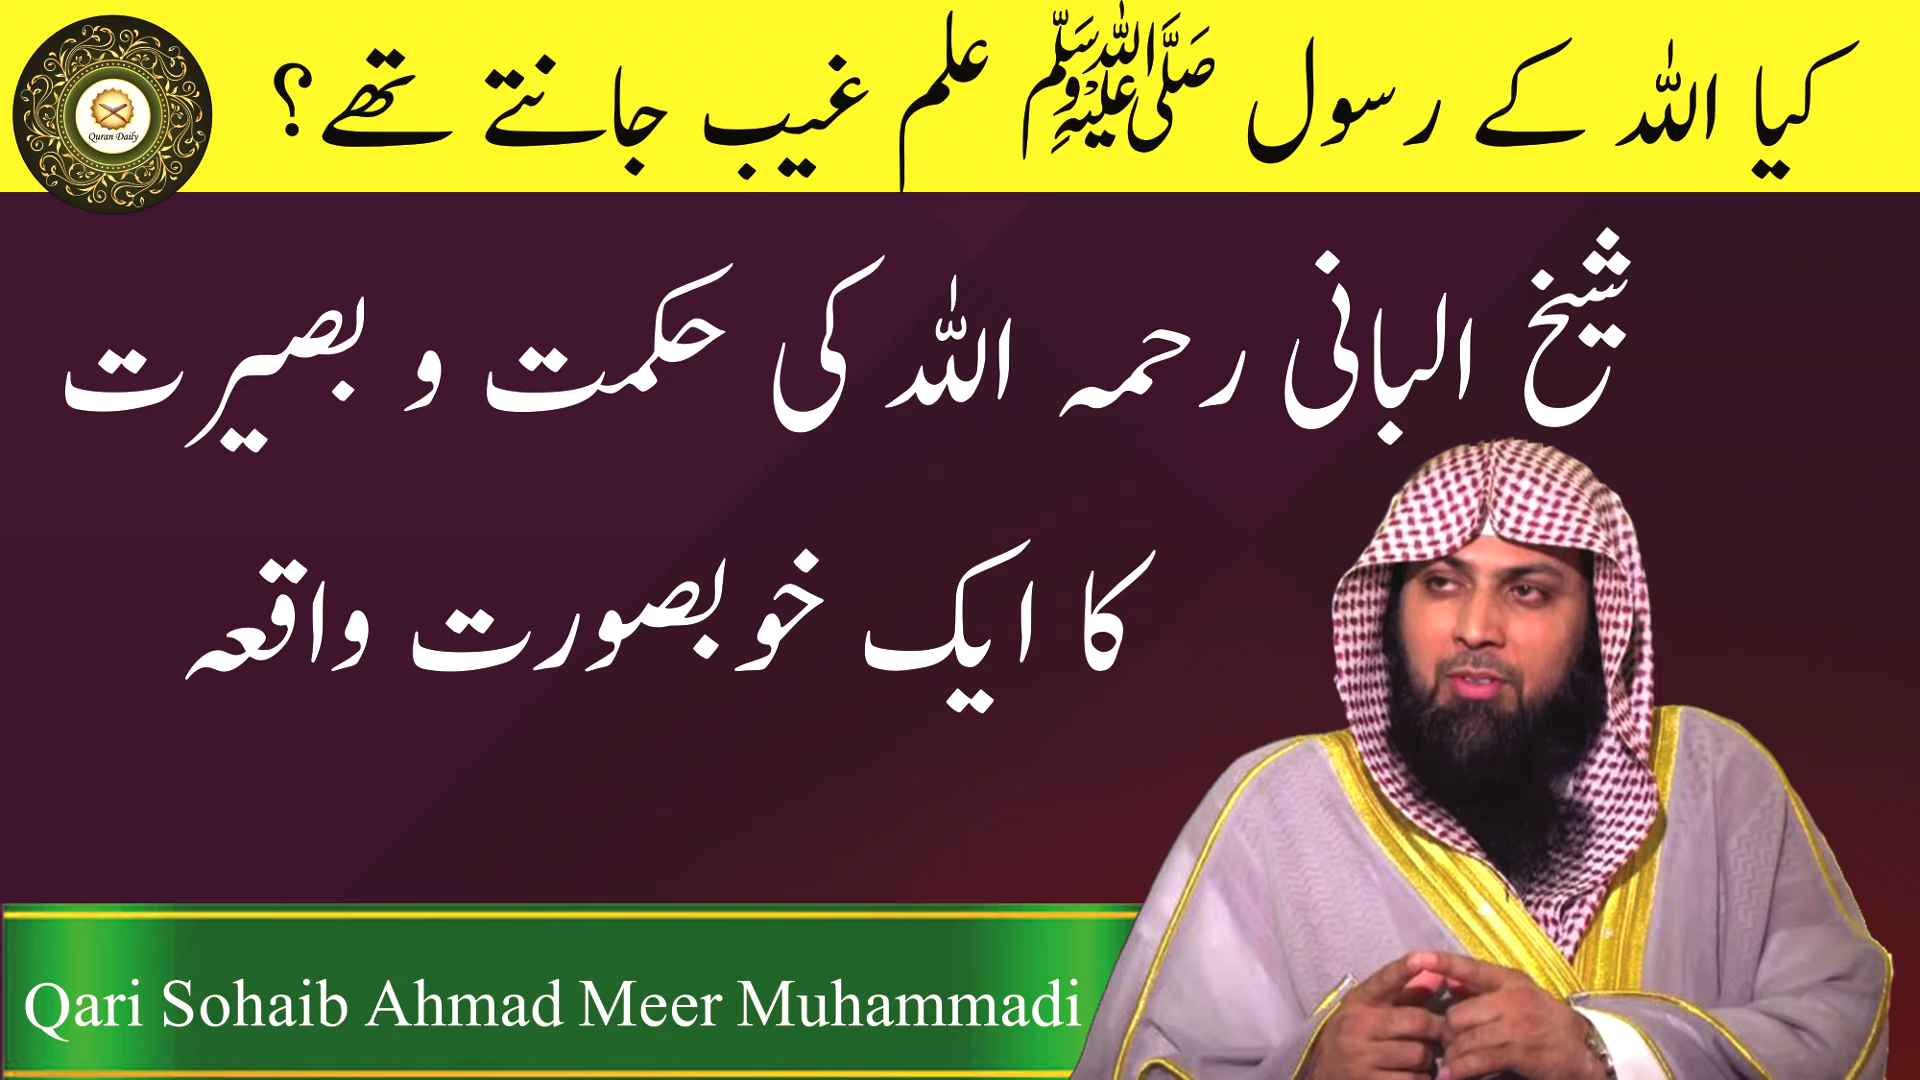 کیا اللہ کے رسول ﷺ علم غیب جانتے تھے؟
Quran Daily
شیخ البانی رحمہ اللہ کی حکمت و بصیرت
کا ایک خوبصورت واقعہ
Qari Sohaib Ahmad Meer Muhammadi